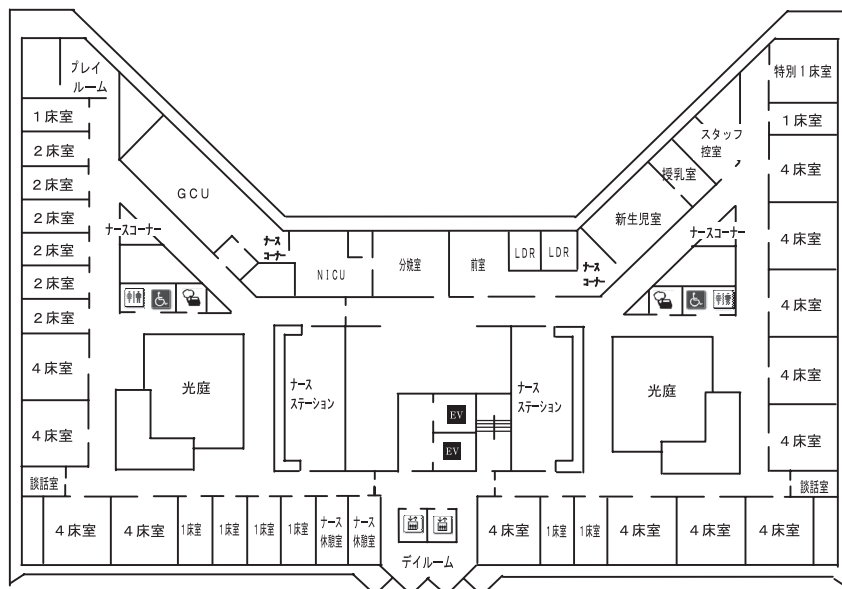 プレイ
ルーム
特別１床室
１床室
１床室
スタッフ
控室
２床室
４床室
授乳室
２床室
GCU
新生児室
２床室
ナースコーナー
ナースコーナー
４床室
２床室
ナース
コーナー
NICU
分娩室
前室
LDR
LDR
ナース
コーナー
２床室
４床室
２床室
４床室
光庭
ナース
ステーション
ナース
ステーション
光庭
４床室
EV
４床室
４床室
EV
談話室
談話室
４床室
４床室
１床室
１床室
１床室
１床室
ナース
休憩室
ナース
休憩室
４床室
１床室
１床室
４床室
４床室
４床室
デイルーム